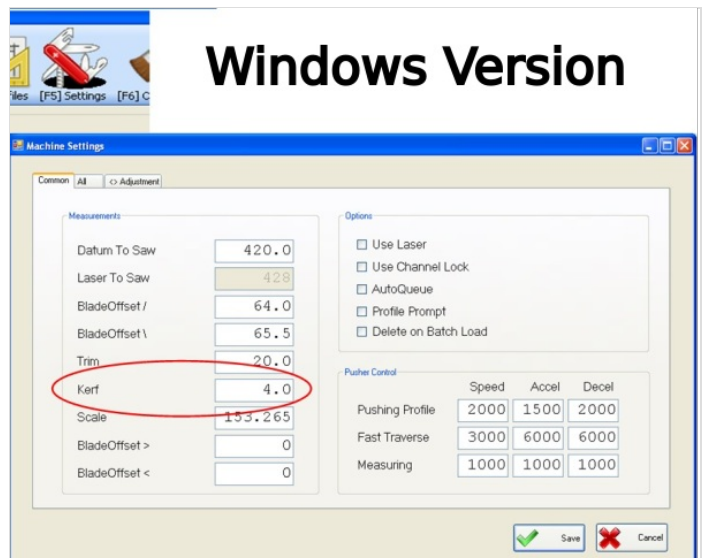 Windows Version
iles [F5] Settings [F6] C
Machine Settings
Common All <> Adjustment
Measurements
Datum To Saw 420.0
Laser To Saw 428
BladeOffset / 64.0
BladeOffset \ 65.5
Trim 20.0
Kerf 4.0
Scale 153.265
BladeOffset > 0
BladeOffset < 0
Options
Use Laser
Use Channel Lock
AutoQueue
Profile Prompt
Delete on Batch Load
Pusher Control
Speed Accel Decel
Pushing Profile 2000 1500 2000
Fast Traverse 3000 6000 6000
Measuring 1000 1000 1000
Save Cancel